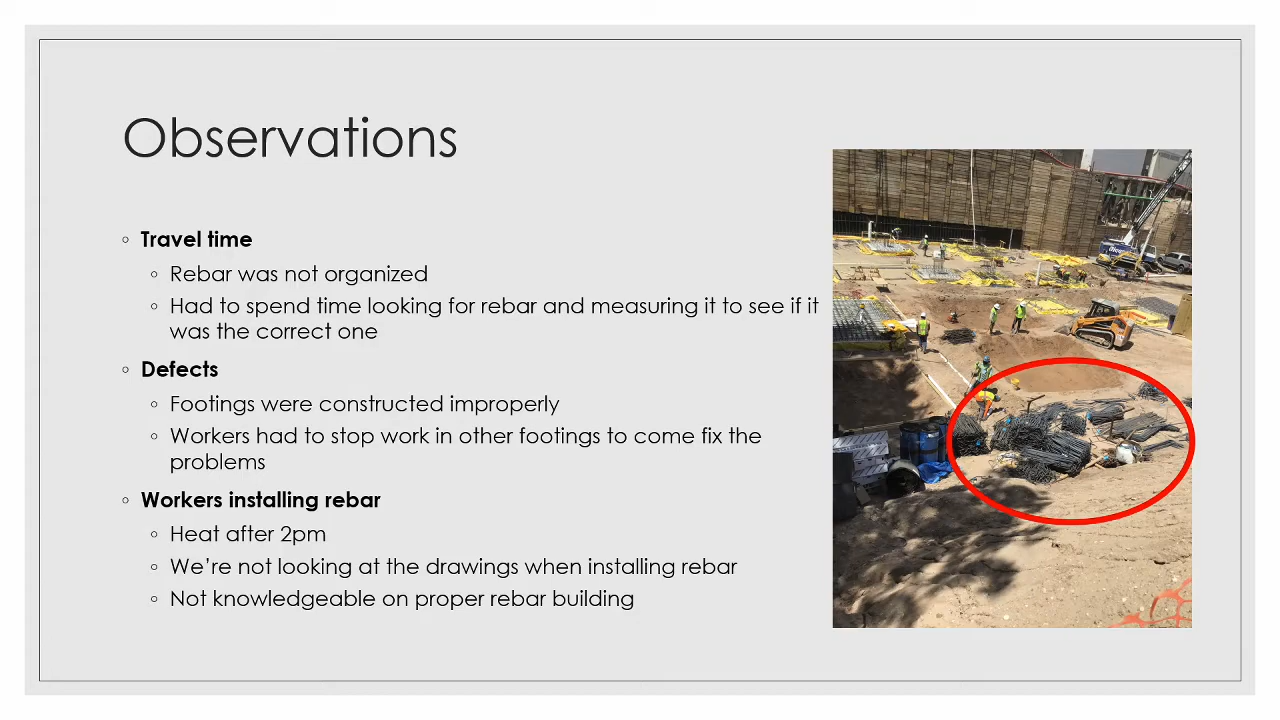 Observations
◦ Travel time
◦ Rebar was not organized
◦ Had to spend time looking for rebar and measuring it to see if it
was the correct one
◦ Defects
◦ Footings were constructed improperly
◦ Workers had to stop work in other footings to come fix the
problems
◦ Workers installing rebar
◦ Heat after 2pm
◦ We’re not looking at the drawings when installing rebar
◦ Not knowledgeable on proper rebar building